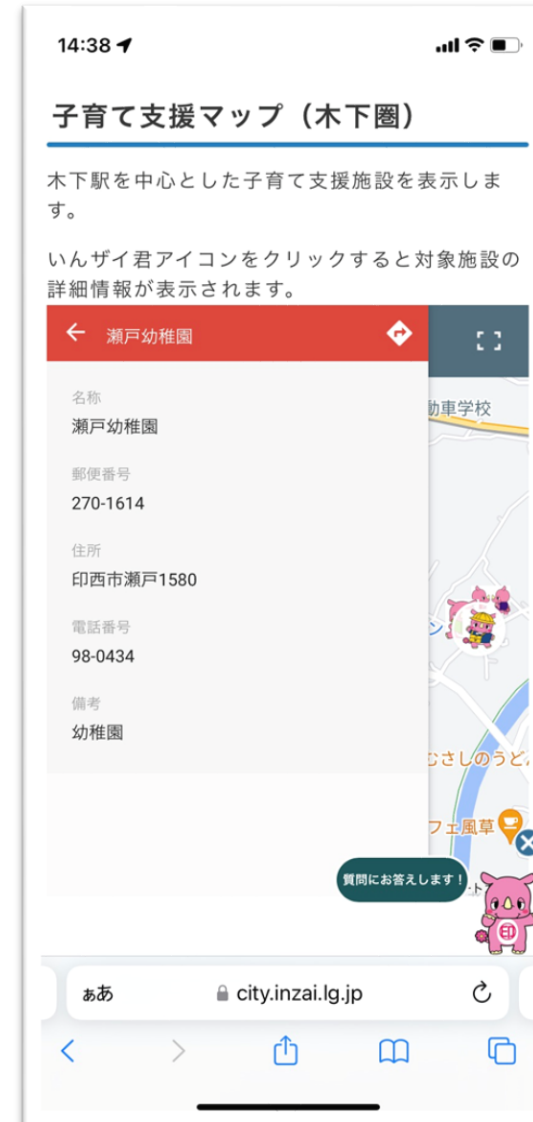 14:38
子育て支援マップ（木下圏）
木下駅を中心とした子育て支援施設を表示しま
す。
いんザイ君アイコンをクリックすると対象施設の
詳細情報が表示されます。
瀬戸幼稚園
名称
瀬戸幼稚園
郵便番号
270-1614
住所
印西市瀬戸1580
電話番号
98-0434
備考
幼稚園
動車学校
ン
むさしのうど
フェ風草
質問にお答えします！
印
ぁあ
city.inzai.lg.jp